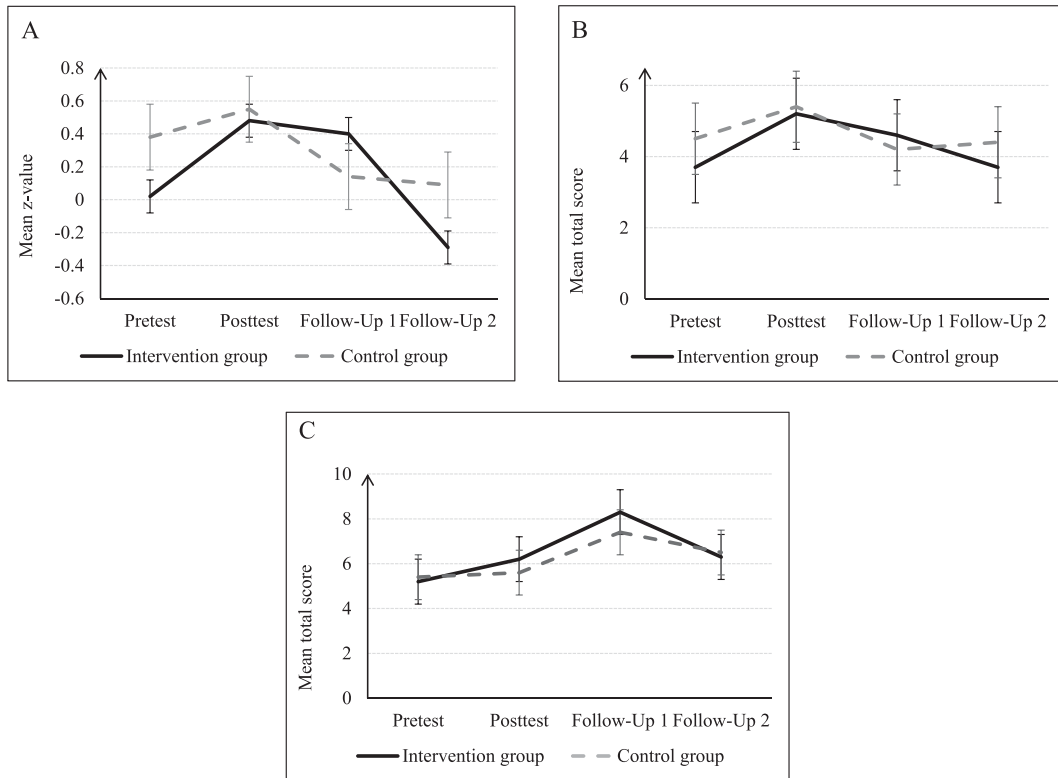 A
Mean z-value
0.8
0.6
0.4
0.2
0
-0.2
-0.4
-0.6
Pretest Posttest Follow-Up 1 Follow-Up 2
Intervention group Control group
B
Mean total score
6
4
2
0
Pretest Posttest Follow-Up 1 Follow-Up 2
Intervention group Control group
C
Mean total score
10
8
6
4
2
0
Pretest Posttest Follow-Up 1 Follow-Up 2
Intervention group Control group